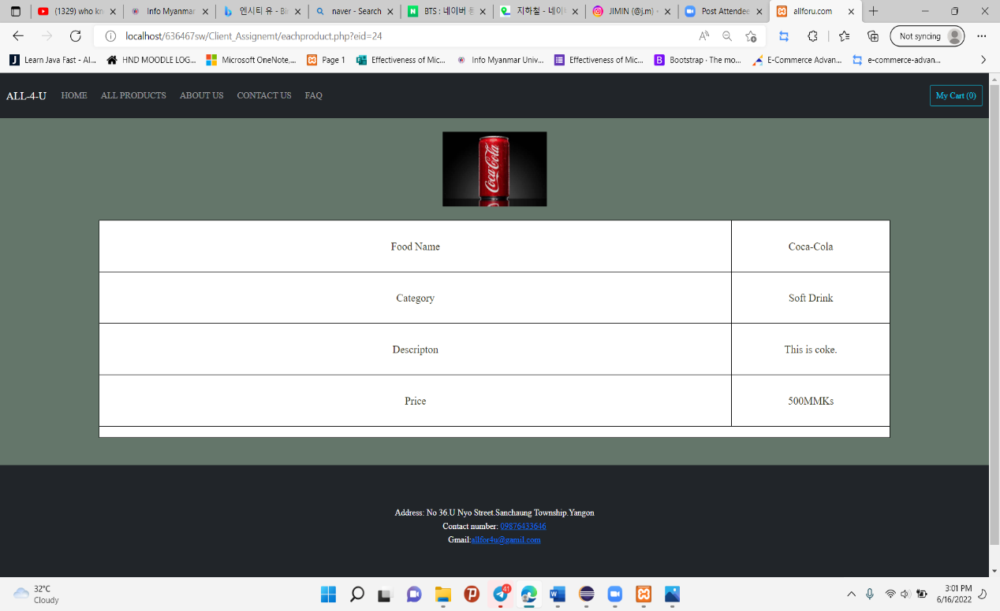 (133) who kn
Info Myanmar
엔시티 유 - Bi
naver - Search
BTS : 네이버 통
지하철 - 네이버
JIMIN (@j.m) •
Post Attendee
allforu.com
localhost/636467sw/Client_Assignemt/eachproduct.php?eid=24
Not syncing
Learn Java Fast - Al...
HND MOODLE LOG...
Microsoft OneNote,...
Page 1
Effectiveness of Mic...
Info Myanmar Univ...
Effectiveness of Mic...
Bootstrap · The mo...
E-Commerce Advan...
e-commerce-advan...
ALL-4-U HOME ALL PRODUCTS ABOUT US CONTACT US FAQ My Cart (0)
Coca-Cola
Food Name Coca-Cola
Category Soft Drink
Descripton This is coke.
Price 500MMKs
Address: No 36.U Nyo Street.Sanchaung Township.Yangon
Contact number: 09876433646
Gmail:allfor4u@gamil.com
32°C
Cloudy
41
3:01 PM
6/16/2022